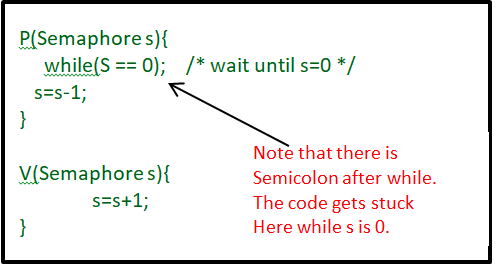 P(Semaphore s){
while(S == 0); /* wait until s=0 */
s=s-1;
}
V(Semaphore s){
s=s+1;
}
Note that there is
Semicolon after while.
The code gets stuck
Here while s is 0.